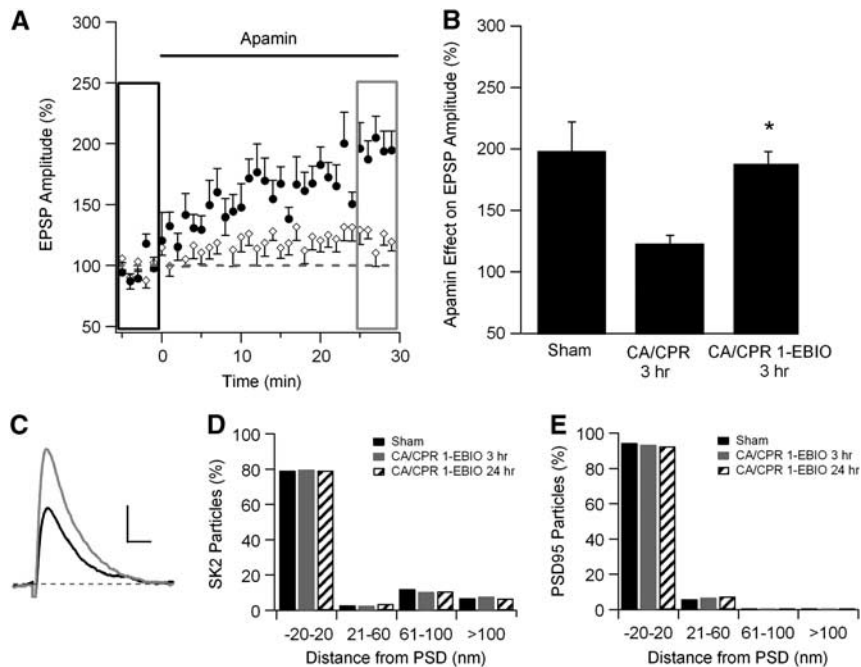 A
Apamin
300
250
200
150
100
50
EPSP Amplitude (%)
0
10
20
30
Time (min)
B
300
250
200
150
100
50
Apamin Effect on EPSP Amplitude (%)
*
Sham
CA/CPR
3 hr
CA/CPR 1-EBIO
3 hr
C
D
100
80
60
40
20
0
SK2 Particles (%)
Sham
CA/CPR 1-EBIO 3 hr
CA/CPR 1-EBIO 24 hr
-20-20
21-60
61-100
>100
Distance from PSD (nm)
E
100
80
60
40
20
0
PSD95 Particles (%)
Sham
CA/CPR 1-EBIO 3 hr
CA/CPR 1-EBIO 24 hr
-20-20
21-60
61-100
>100
Distance from PSD (nm)